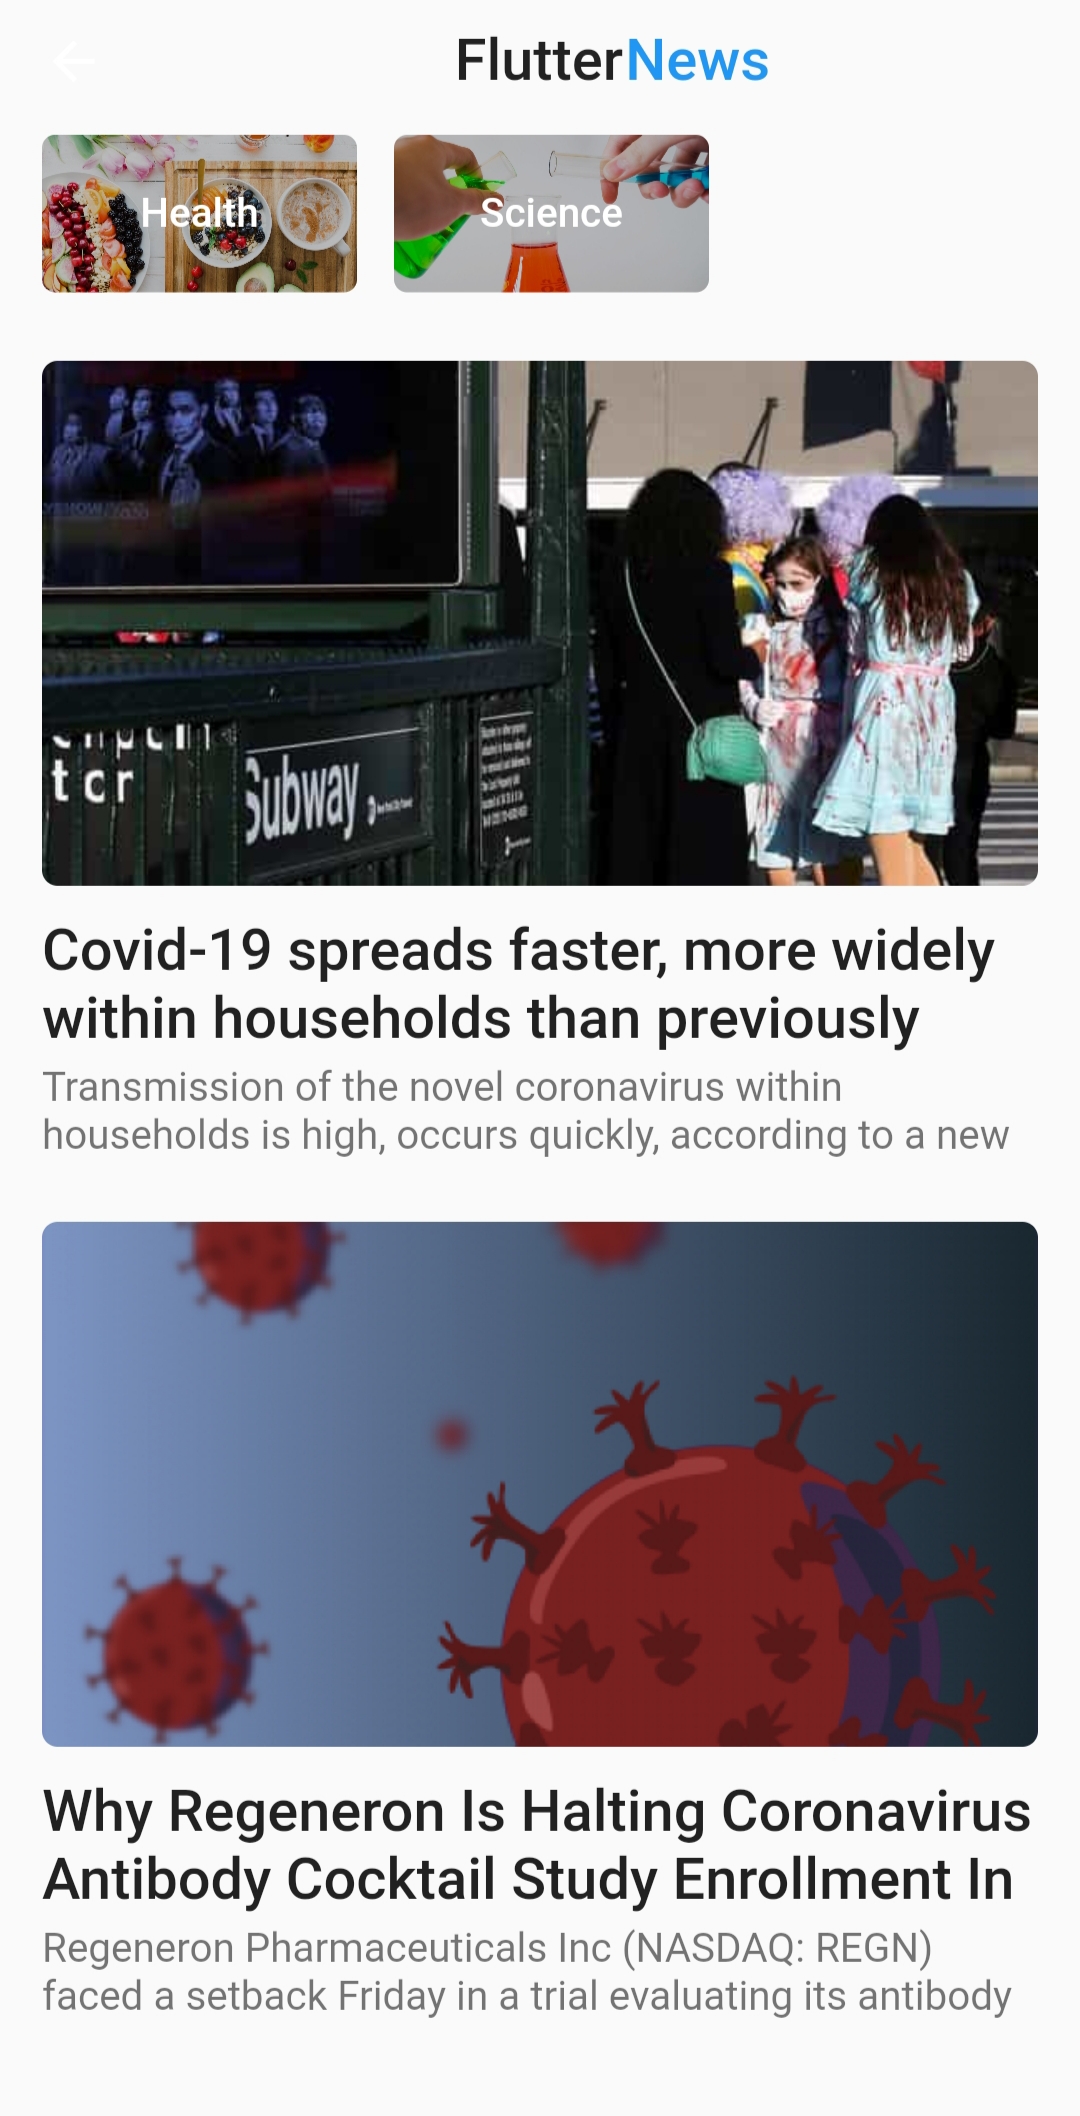 FlutterNews
Health
Science
tcr
Subway
Covid-19 spreads faster, more widely
within households than previously
Transmission of the novel coronavirus within
households is high, occurs quickly, according to a new
Why Regeneron Is Halting Coronavirus
Antibody Cocktail Study Enrollment In
Regeneron Pharmaceuticals Inc (NASDAQ: REGN)
faced a setback Friday in a trial evaluating its antibody